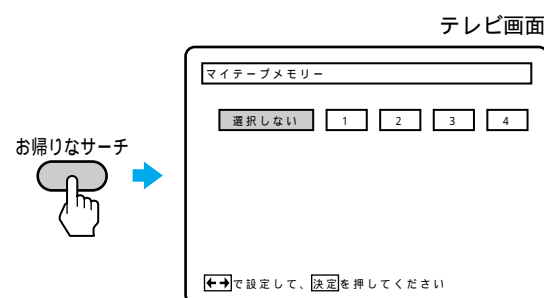 テレビ画面
マイテープメモリー
選択しない 1 2 3 4
お帰りなサーチ
←→で設定して、決定を押してください